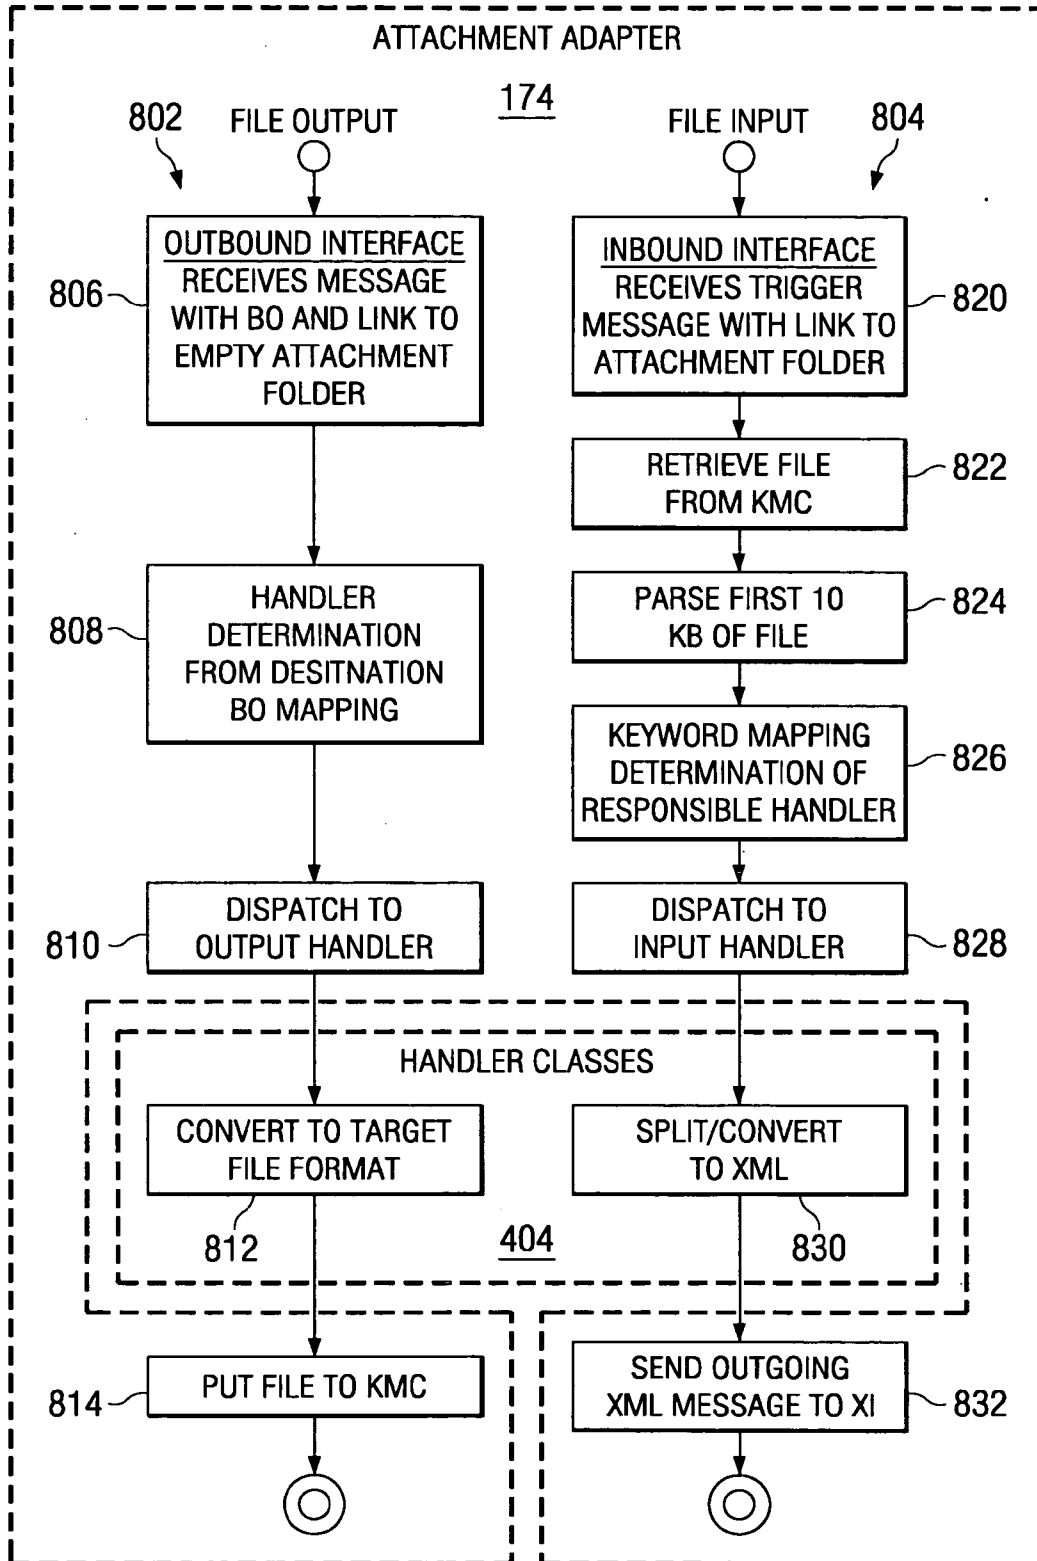 ATTACHMENT ADAPTER
174
802
FILE OUTPUT
FILE INPUT
804
OUTBOUND INTERFACE
RECEIVES MESSAGE
WITH BO AND LINK TO
EMPTY ATTACHMENT
FOLDER
806
INBOUND INTERFACE
RECEIVES TRIGGER
MESSAGE WITH LINK TO
ATTACHMENT FOLDER
820
RETRIEVE FILE
FROM KMC
822
HANDLER
DETERMINATION
FROM DESITNATION
BO MAPPING
808
PARSE FIRST 10
KB OF FILE
824
KEYWORD MAPPING
DETERMINATION OF
RESPONSIBLE HANDLER
826
DISPATCH TO
OUTPUT HANDLER
810
DISPATCH TO
INPUT HANDLER
828
HANDLER CLASSES
CONVERT TO TARGET
FILE FORMAT
812
SPLIT/CONVERT
TO XML
830
404
PUT FILE TO KMC
814
SEND OUTGOING
XML MESSAGE TO XI
832